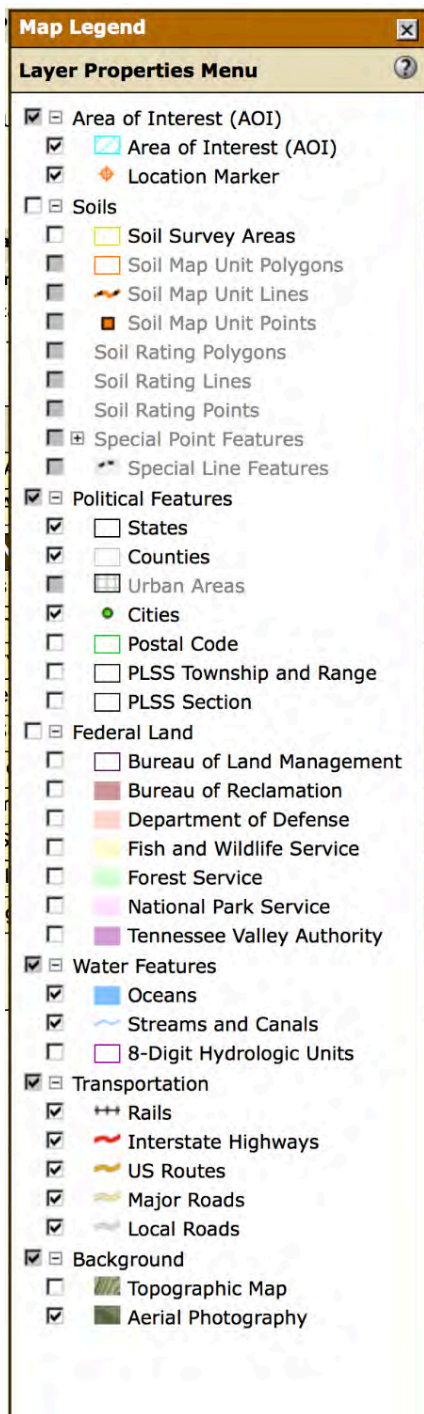 Map Legend
Layer Properties Menu
Area of Interest (AOI)
Area of Interest (AOI)
Location Marker
Soils
Soil Survey Areas
Soil Map Unit Polygons
Soil Map Unit Lines
Soil Map Unit Points
Soil Rating Polygons
Soil Rating Lines
Soil Rating Points
Special Point Features
Special Line Features
Political Features
States
Counties
Urban Areas
Cities
Postal Code
PLSS Township and Range
PLSS Section
Federal Land
Bureau of Land Management
Bureau of Reclamation
Department of Defense
Fish and Wildlife Service
Forest Service
National Park Service
Tennessee Valley Authority
Water Features
Oceans
Streams and Canals
8-Digit Hydrologic Units
Transportation
Rails
Interstate Highways
US Routes
Major Roads
Local Roads
Background
Topographic Map
Aerial Photography